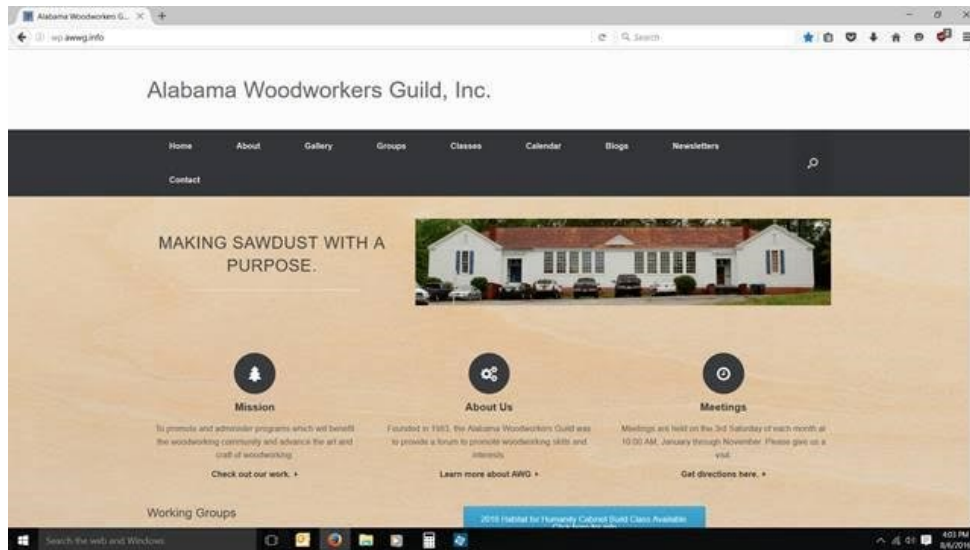 Alabama Woodworkers G...
wp.awwg.info
Search
Alabama Woodworkers Guild, Inc.
Home About Gallery Groups Classes Calendar Blogs Newsletters
Contact
MAKING SAWDUST WITH A
PURPOSE.
Mission
To promote and administer programs which will benefit
the woodworking community and advance the art and
craft of woodworking.
Check out our work.
About Us
Founded in 1983, the Alabama Woodworkers Guild was
to provide a forum to promote woodworking skills and
interests.
Learn more about AWG
Meetings
Meetings are held on the 3rd Saturday of each month at
10:00 AM, January through November. Please give us a
visit.
Get directions here.
Working Groups
2016 Habitat for Humanity Cabinet Build Class Available
Search the web and Windows
4:03 PM
8/6/2016